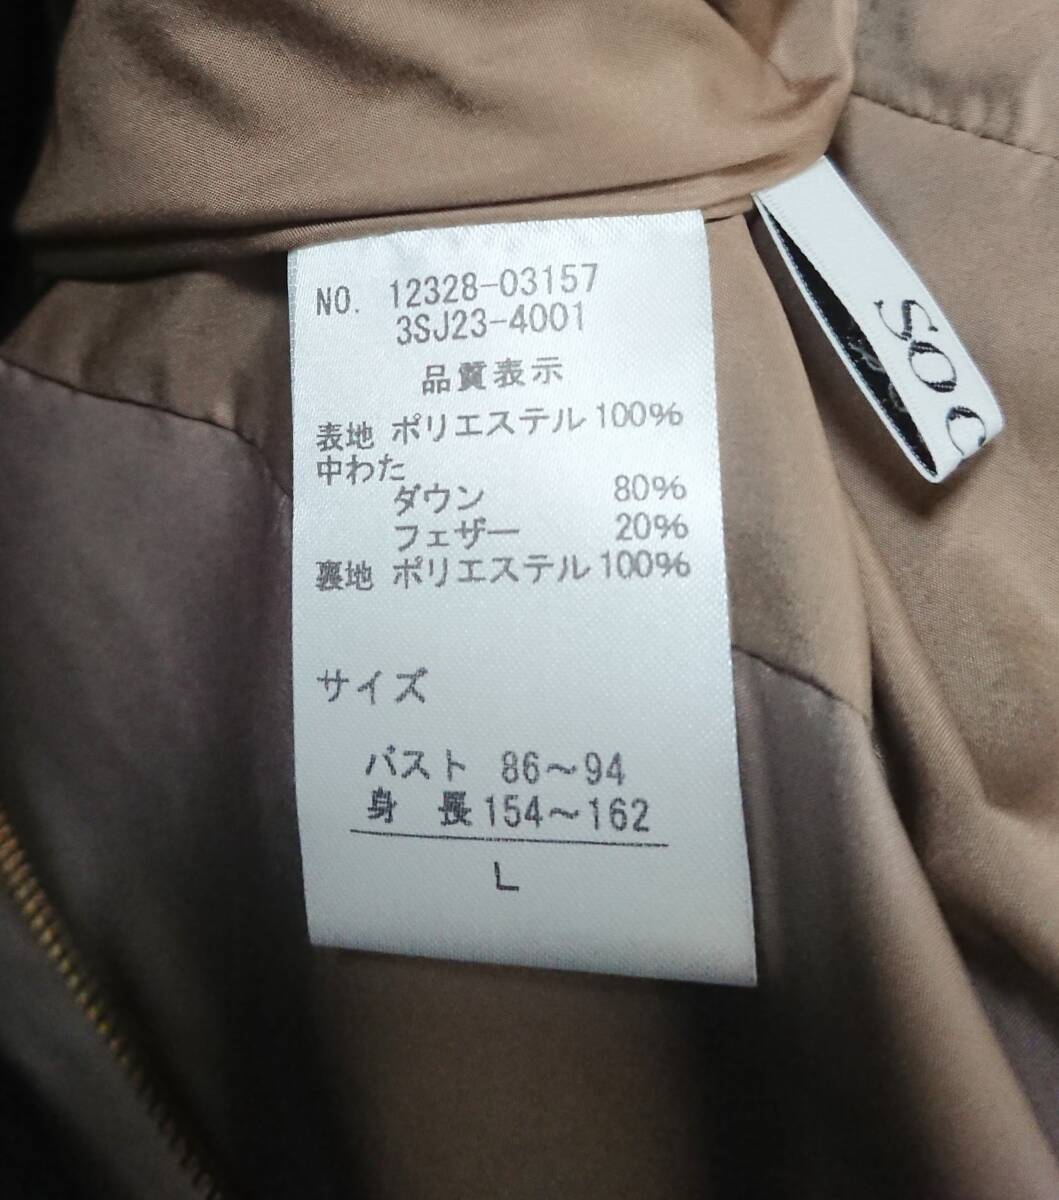 NO. 12328-03157
3SJ23-4001
品質表示
表地 ポリエステル 100%
中わた
ダウン 80%
フェザー 20%
裏地 ポリエステル 100%
サイズ
バスト 86～94
身 長 154～162
L
SO C